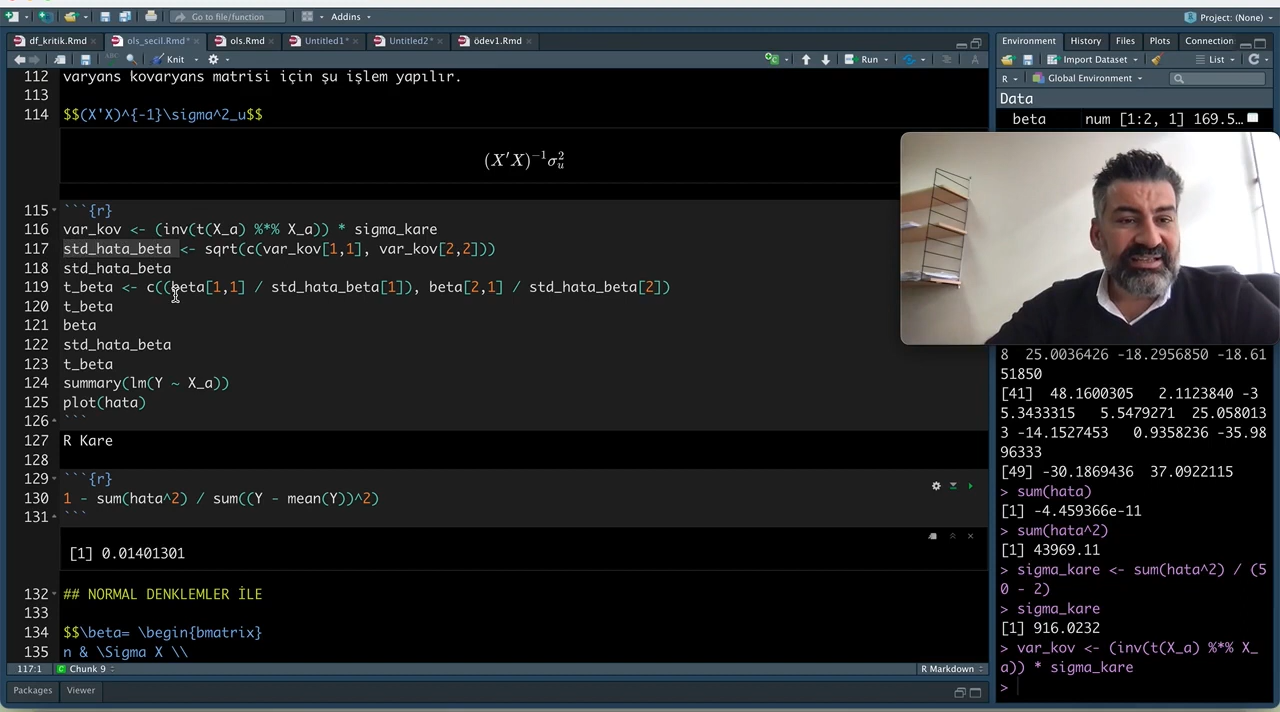 Go to file/function
Addins
Project: (None)
df_kritik.Rmd
ols_secil.Rmd*
ols.Rmd
Untitled1*
Untitled2*
ödev1.Rmd
Knit
Run
112 varyans kovaryans matrisi için şu işlem yapılır.
113
114 $$(X'X)^{-1}\sigma^2_u$$
(X′X)⁻¹σ²ᵤ
115 ```{r}
116 var_kov <- (inv(t(X_a) %*% X_a)) * sigma_kare
117 std_hata_beta <- sqrt(c(var_kov[1,1], var_kov[2,2]))
118 std_hata_beta
119 t_beta <- c((beta[1,1] / std_hata_beta[1]), beta[2,1] / std_hata_beta[2])
120 t_beta
121 beta
122 std_hata_beta
123 t_beta
124 summary(lm(Y ~ X_a))
125 plot(hata)
126 ```
127 R Kare
128
129 ```{r}
130 1 - sum(hata^2) / sum((Y - mean(Y))^2)
131 ```
[1] 0.01401301
132 ## NORMAL DENKLEMLER İLE
133
134 $$\beta= \begin{bmatrix}
135 n & \Sigma X \\
117:1
Chunk 9
R Markdown
Packages
Viewer
Environment
History
Files
Plots
Connection
Import Dataset
List
R
Global Environment
Data
beta num [1:2, 1] 169.5…
8 25.0036426 -18.2956850 -18.61
51850
[41] 48.1600305 2.1123840 -3
5.3433315 5.5479271 25.058013
3 -14.1527453 0.9358236 -35.98
96333
[49] -30.1869436 37.0922115
> sum(hata)
[1] -4.459366e-11
> sum(hata^2)
[1] 43969.11
> sigma_kare <- sum(hata^2) / (5
0 - 2)
> sigma_kare
[1] 916.0232
> var_kov <- (inv(t(X_a) %*% X_
a)) * sigma_kare
>